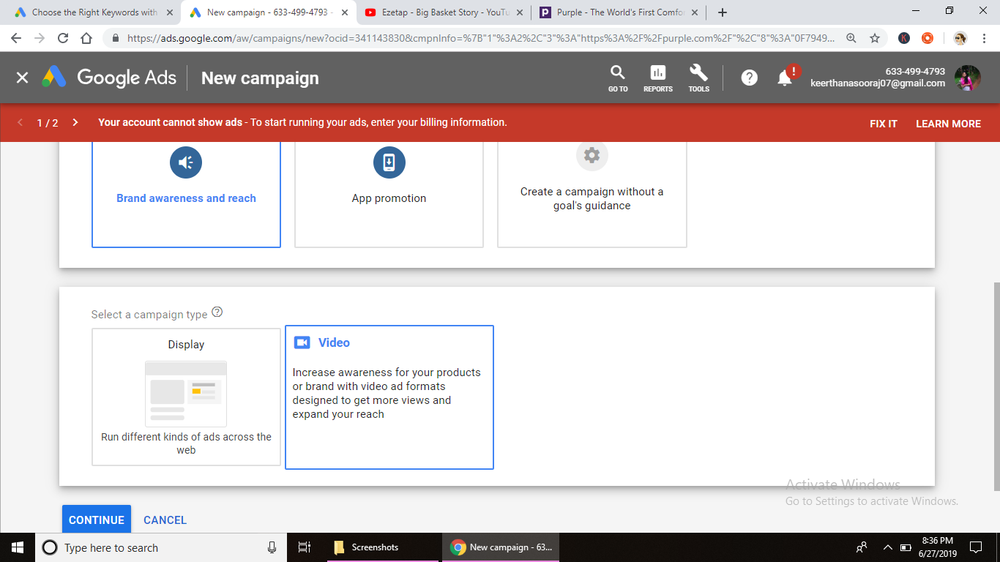 Choose the Right Keywords with
New campaign - 633-499-4793 -
Ezetap - Big Basket Story - YouTu
Purple - The World's First Comfo
https://ads.google.com/aw/campaigns/new?ocid=341143830&cmpnInfo=%7B"1"%3A2%2C"3"%3A"https%3A%2F%2Fpurple.com%2F"%2C"8"%3A"0F7949...
K
Google Ads
New campaign
GO TO
REPORTS
TOOLS
?
!
633-499-4793
keerthanasooraj07@gmail.com
1 / 2
Your account cannot show ads - To start running your ads, enter your billing information.
FIX IT
LEARN MORE
Brand awareness and reach
App promotion
Create a campaign without a
goal's guidance
Select a campaign type ?
Display
Run different kinds of ads across the
web
Video
Increase awareness for your products
or brand with video ad formats
designed to get more views and
expand your reach
Activate Windows
Go to Settings to activate Windows.
CONTINUE
CANCEL
Type here to search
Screenshots
New campaign - 63...
8:36 PM
6/27/2019